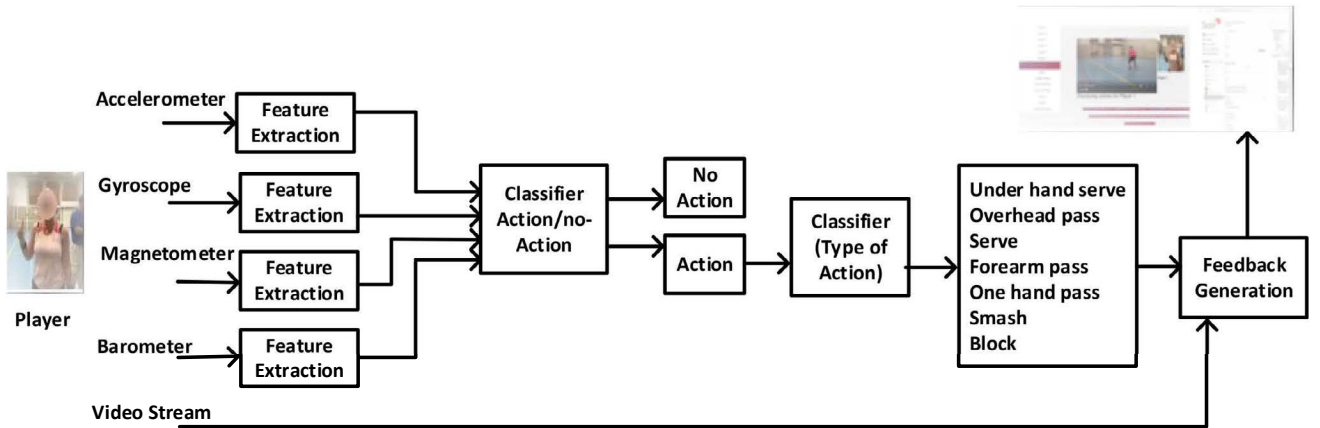 Accelerometer
Feature
Extraction
Gyroscope
Feature
Extraction
Magnetometer
Feature
Extraction
Barometer
Feature
Extraction
Player
Video Stream
Classifier
Action/no-
Action
No
Action
Action
Classifier
(Type of
Action)
Under hand serve
Overhead pass
Serve
Forearm pass
One hand pass
Smash
Block
Feedback
Generation